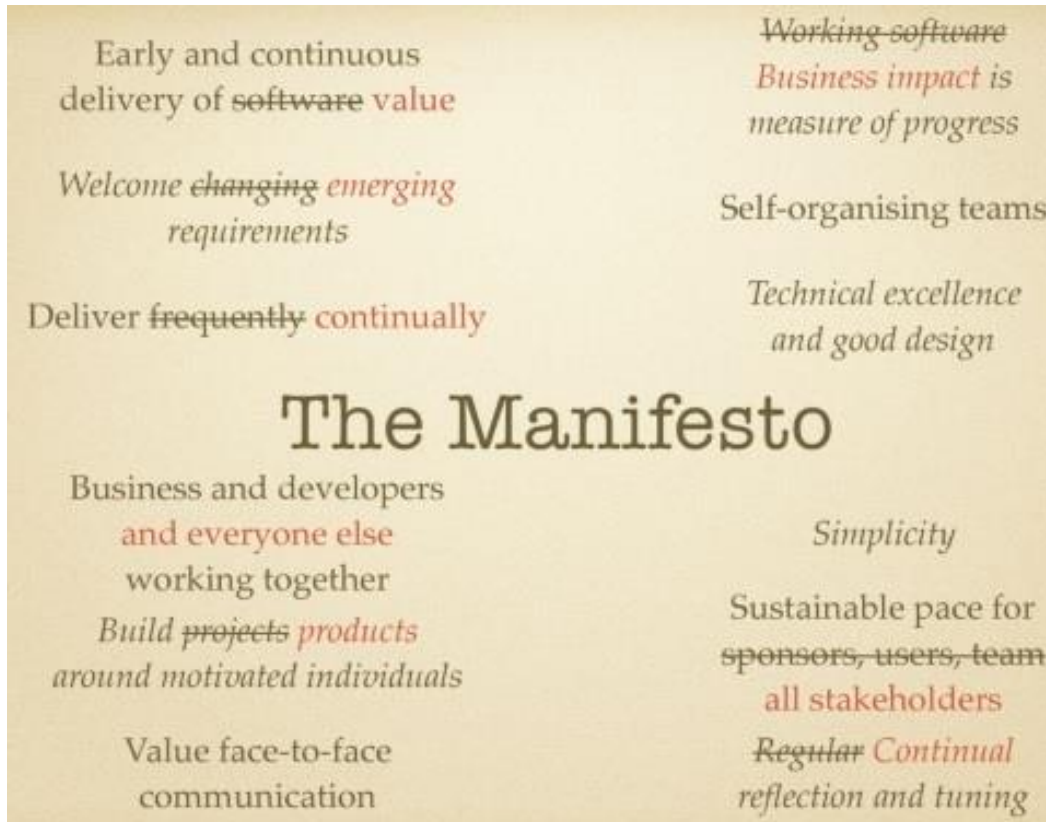 Early and continuous
delivery of software value
Welcome changing emerging
requirements
Deliver frequently continually
Working software
Business impact is
measure of progress
Self-organising teams
Technical excellence
and good design
The Manifesto
Business and developers
and everyone else
working together
Build projects products
around motivated individuals
Value face-to-face
communication
Simplicity
Sustainable pace for
sponsors, users, team
all stakeholders
Regular Continual
reflection and tuning